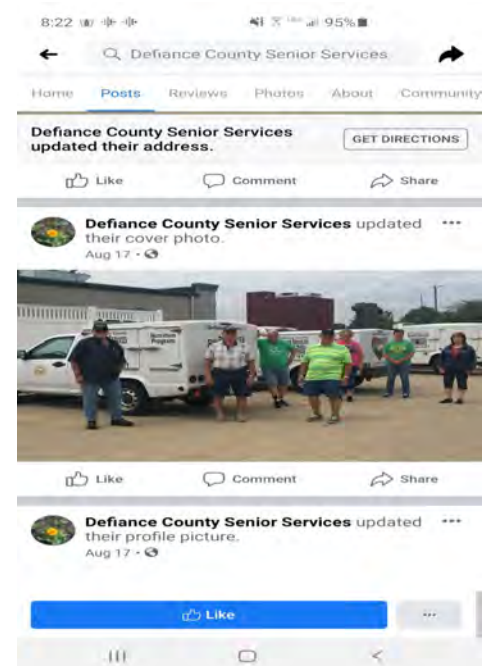 8:22
95%
Defiance County Senior Services
Home Posts Reviews Photos About Community
Defiance County Senior Services
updated their address.
GET DIRECTIONS
Like Comment Share
Defiance County Senior Services updated
their cover photo.
Aug 17 ·
Nutrition
Program
Like Comment Share
Defiance County Senior Services updated
their profile picture.
Aug 17 ·
Like